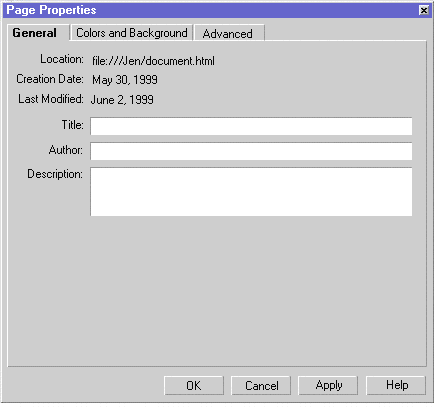 Page Properties
General Colors and Background Advanced
Location: file:///Jen/document.html
Creation Date: May 30, 1999
Last Modified: June 2, 1999
Title:
Author:
Description:
OK Cancel Apply Help